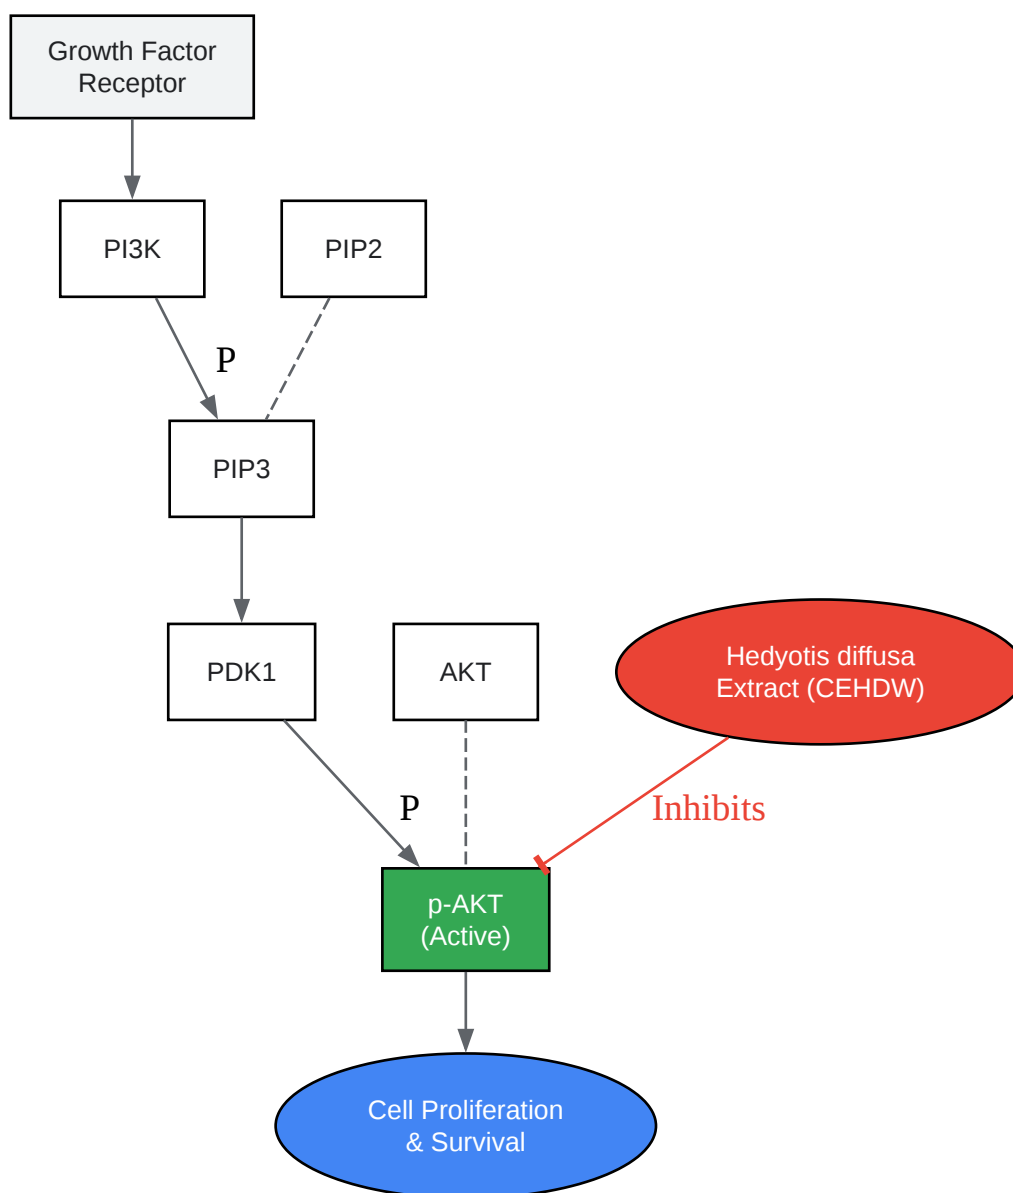 Growth Factor
Receptor
PI3K
PIP2
P
PIP3
PDK1
AKT
Hedyotis diffusa
Extract (CEHDW)
P
Inhibits
p-AKT
(Active)
Cell Proliferation
& Survival